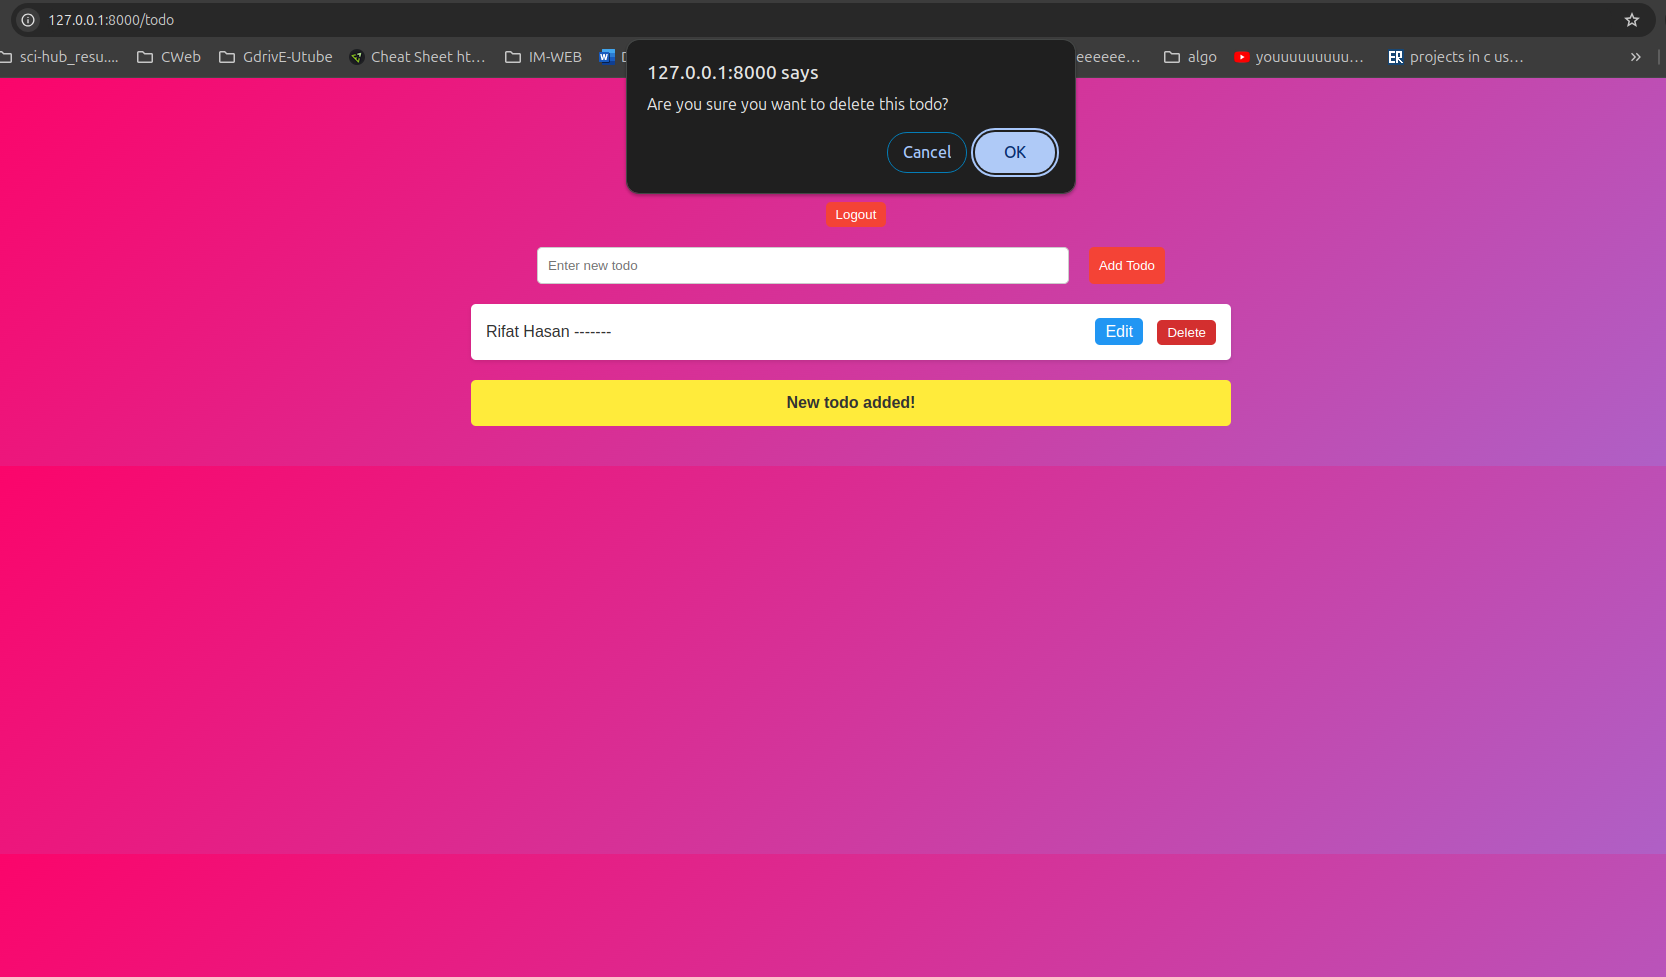 127.0.0.1:8000/todo
sci-hub_resu.... CWeb GdrivE-Utube Cheat Sheet ht... IM-WEB eeeeee... algo youuuuuuuuu... projects in c us...
127.0.0.1:8000 says
Are you sure you want to delete this todo?
Cancel OK
Logout
Enter new todo Add Todo
Rifat Hasan ------- Edit Delete
New todo added!